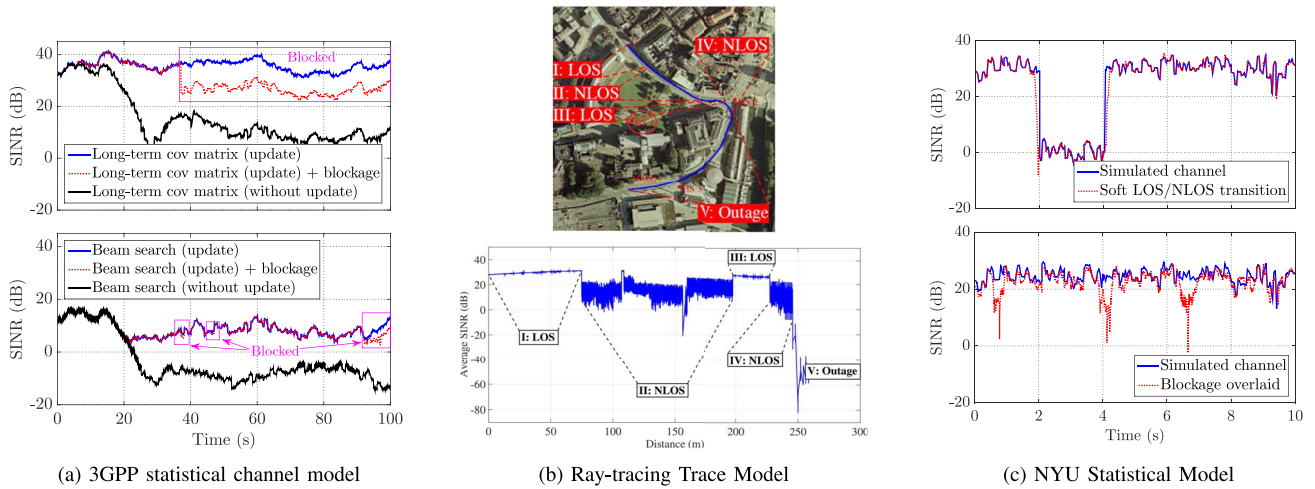 40
20
0
-20
SINR (dB)
Blocked
Long-term cov matrix (update)
Long-term cov matrix (update) + blockage
Long-term cov matrix (without update)
40
20
0
-20
SINR (dB)
Beam search (update)
Beam search (update) + blockage
Beam search (without update)
Blocked
0 20 40 60 80 100
Time (s)
(a) 3GPP statistical channel model
I: LOS
II: NLOS
III: LOS
IV: NLOS
V: Outage
40
20
0
-20
-40
-60
-80
Average SINR (dB)
I: LOS
II: NLOS
III: LOS
IV: NLOS
V: Outage
0 50 100 150 200 250 300
Distance (m)
(b) Ray-tracing Trace Model
40
20
0
-20
SINR (dB)
Simulated channel
Soft LOS/NLOS transition
40
20
0
-20
SINR (dB)
Simulated channel
Blockage overlaid
0 2 4 6 8 10
Time (s)
(c) NYU Statistical Model